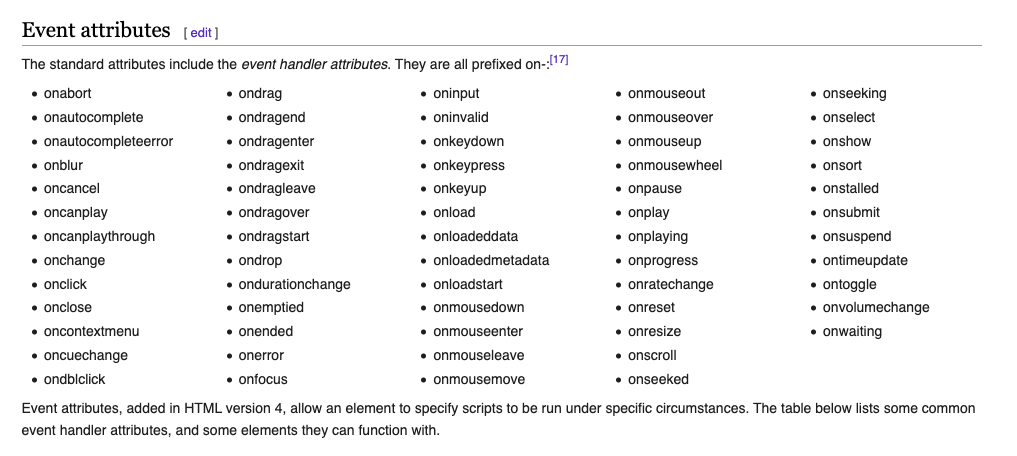 Event attributes [ edit ]
The standard attributes include the event handler attributes. They are all prefixed on-:[17]
• onabort
• onautocomplete
• onautocompleteerror
• onblur
• oncancel
• oncanplay
• oncanplaythrough
• onchange
• onclick
• onclose
• oncontextmenu
• oncuechange
• ondblclick
• ondrag
• ondragend
• ondragenter
• ondragexit
• ondragleave
• ondragover
• ondragstart
• ondrop
• ondurationchange
• onemptied
• onended
• onerror
• onfocus
• oninput
• oninvalid
• onkeydown
• onkeypress
• onkeyup
• onload
• onloadeddata
• onloadedmetadata
• onloadstart
• onmousedown
• onmouseenter
• onmouseleave
• onmousemove
• onmouseout
• onmouseover
• onmouseup
• onmousewheel
• onpause
• onplay
• onplaying
• onprogress
• onratechange
• onreset
• onresize
• onscroll
• onseeked
• onseeking
• onselect
• onshow
• onsort
• onstalled
• onsubmit
• onsuspend
• ontimeupdate
• ontoggle
• onvolumechange
• onwaiting
Event attributes, added in HTML version 4, allow an element to specify scripts to be run under specific circumstances. The table below lists some common
event handler attributes, and some elements they can function with.